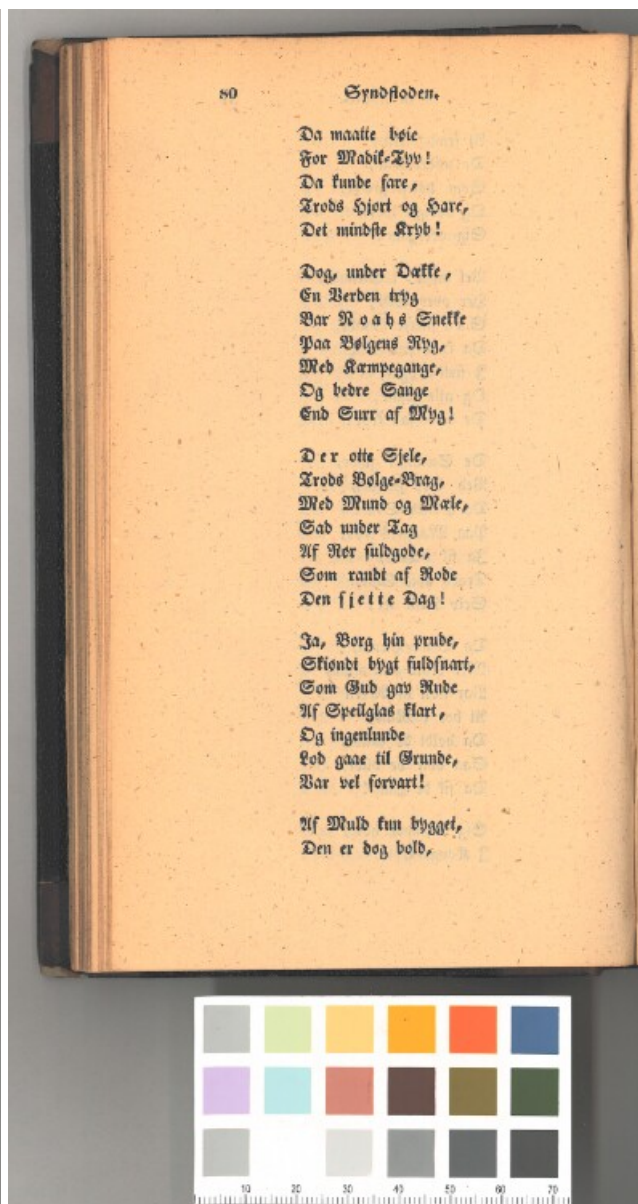 80 Syndfloden.
Da maatte bøie
For Madik-Tyv!
Da kunde fare,
Trods Hjort og Hare,
Det mindste Kryb!
Dog, under Dække,
En Verden tryg
Bar Noahs Snekke
Paa Bølgens Ryg,
Med Kæmpegange,
Og bedre Sange
End Surr af Myg!
Der otte Sjele,
Trods Bølge-Brag,
Med Mund og Mæle,
Sad under Tag
Af Rør fuldgode,
Som randt af Rode
Den sjette Dag!
Ja, Borg hin prude,
Skiøndt bygt fuldsnart,
Som Gud gav Rude
Af Speilglas klart,
Og ingenlunde
Lod gaae til Grunde,
Var vel forvart!
Af Muld kun bygget,
Den er dog bold,
10 20 30 40 50 60 70